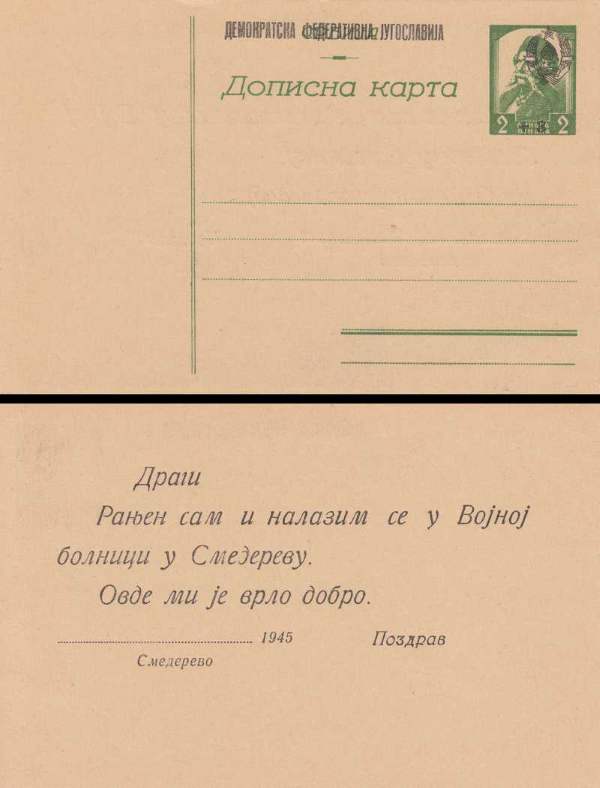 ДЕМОКРАТСКА ФЕДЕРАТИВНА ЈУГОСЛАВИЈА
Дописна карта
2 2
Драги
Рањен сам и налазим се у Војној
болници у Смедереву.
Овде ми је врло добро.
1945 Поздрав
Смедерево